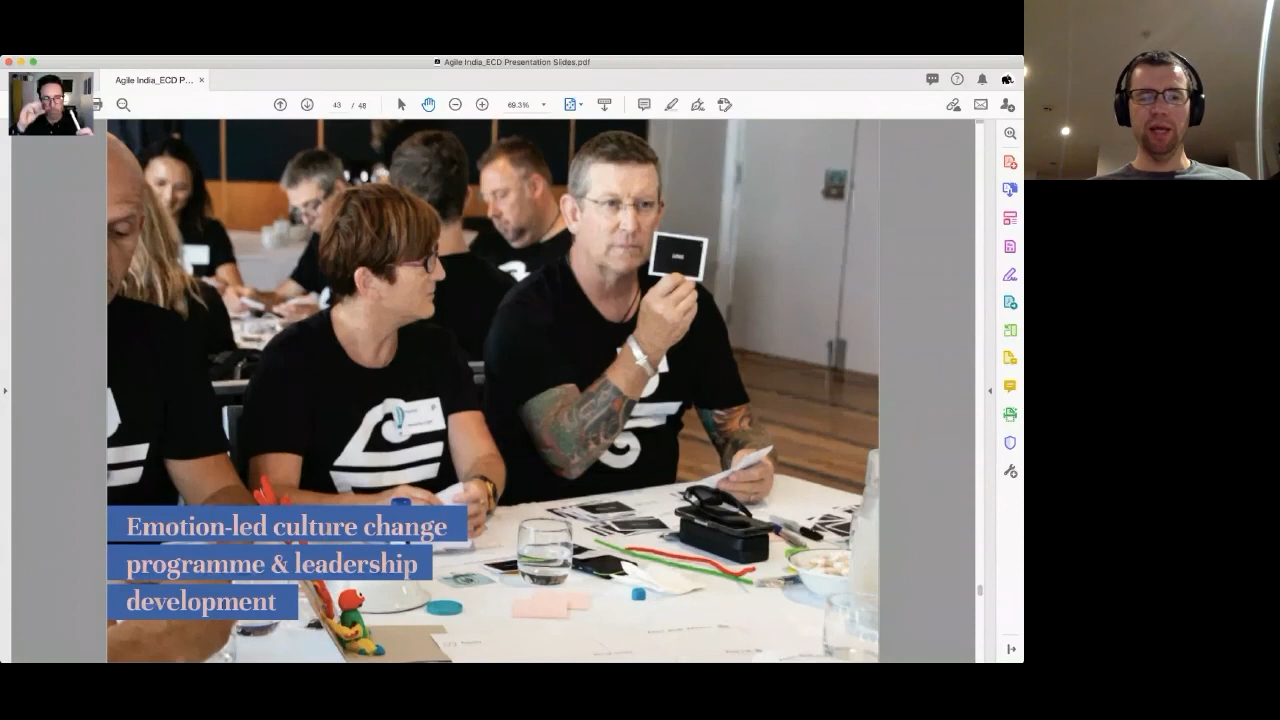 Agile India_ECD Presentation Slides.pdf
Agile India_ECD P... ×
43 / 48
69.3%
Emotion-led culture change
programme & leadership
development